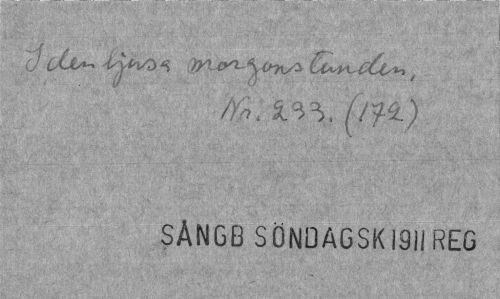 I den ljusa morgonstunden,
Nr. 233. (172)
SÅNGB SÖNDAGSK 1911 REG